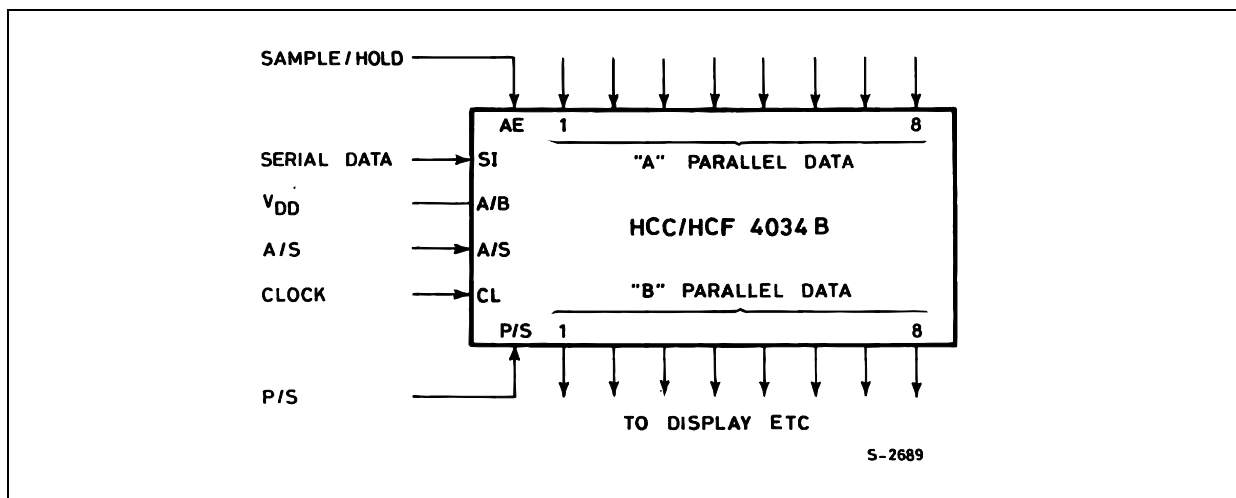 SAMPLE/HOLD
AE 1 8
SERIAL DATA SI "A" PARALLEL DATA
VDD A/B
HCC/HCF 4034 B
A/S A/S
CLOCK CL "B" PARALLEL DATA
P/S 1 8
P/S
TO DISPLAY ETC
S-2689